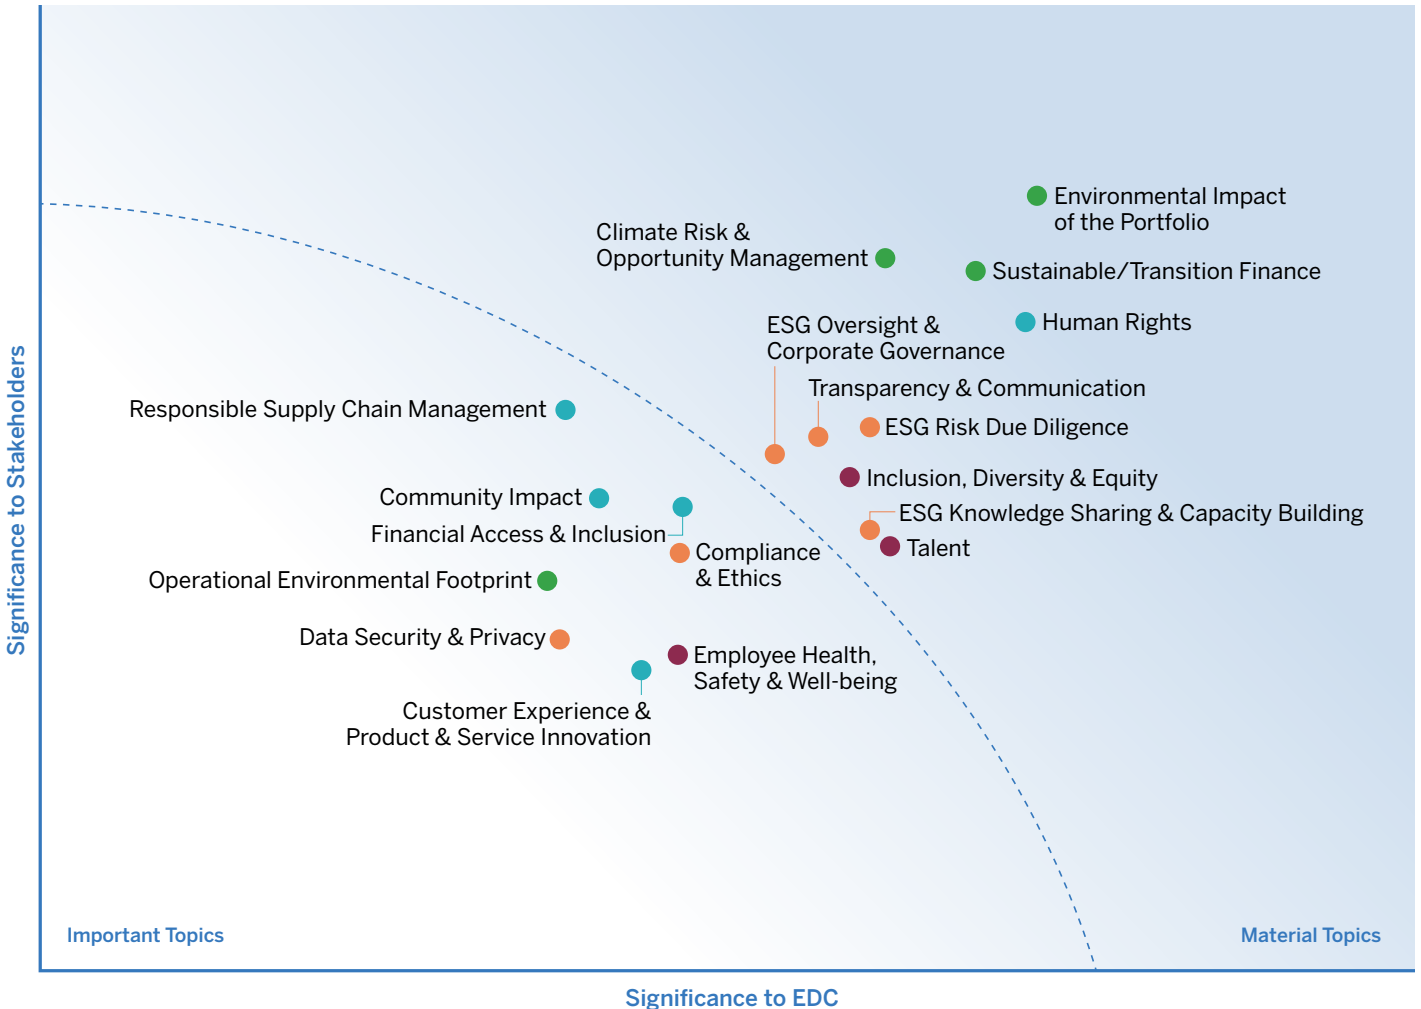 Environmental Impact
of the Portfolio
Climate Risk &
Opportunity Management
Sustainable/Transition Finance
Human Rights
ESG Oversight &
Corporate Governance
Transparency & Communication
Responsible Supply Chain Management
ESG Risk Due Diligence
Inclusion, Diversity & Equity
Community Impact
ESG Knowledge Sharing & Capacity Building
Financial Access & Inclusion
Talent
Compliance
& Ethics
Operational Environmental Footprint
Data Security & Privacy
Employee Health,
Safety & Well-being
Customer Experience &
Product & Service Innovation
Significance to Stakeholders
Important Topics
Material Topics
Significance to EDC